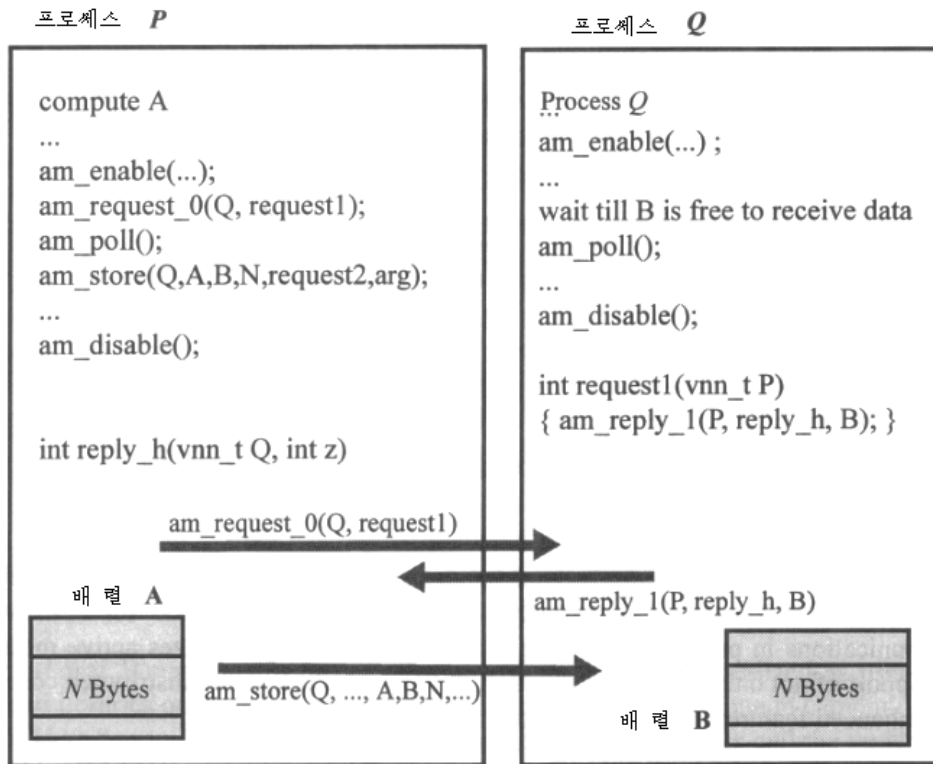 프로세스 P
compute A
...
am_enable(...);
am_request_0(Q, request1);
am_poll();
am_store(Q,A,B,N,request2,arg);
...
am_disable();
int reply_h(vnn_t Q, int z)
프로세스 Q
Process Q
...
am_enable(...) ;
...
wait till B is free to receive data
am_poll();
...
am_disable();
int request1(vnn_t P)
{ am_reply_1(P, reply_h, B); }
am_request_0(Q, request1)
am_reply_1(P, reply_h, B)
배 렬 A
N Bytes
am_store(Q, ..., A,B,N,...)
N Bytes
배 렬 B